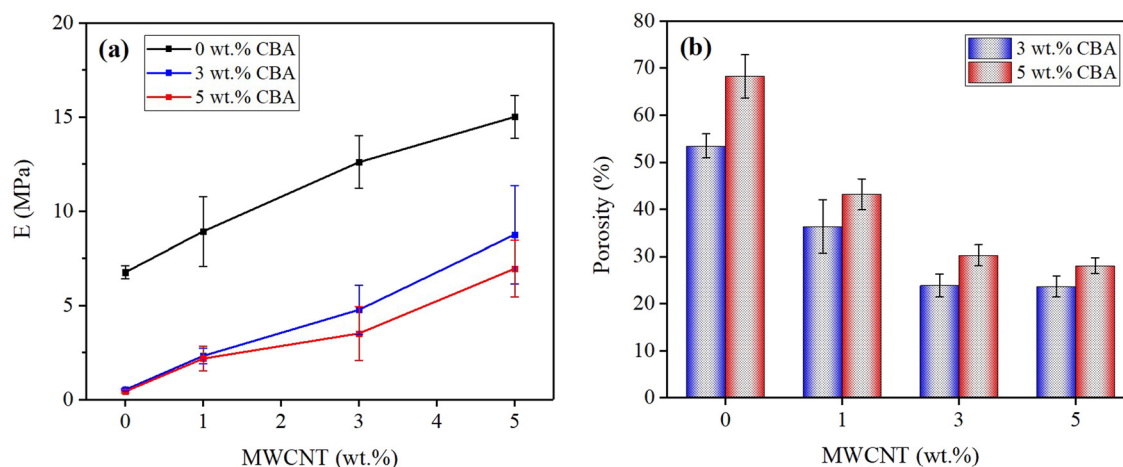 (a)
0 wt.% CBA
3 wt.% CBA
5 wt.% CBA
20
15
10
5
0
E (MPa)
0
1
2
3
4
5
MWCNT (wt.%)
(b)
3 wt.% CBA
5 wt.% CBA
80
70
60
50
40
30
20
10
0
Porosity (%)
0
1
3
5
MWCNT (wt.%)